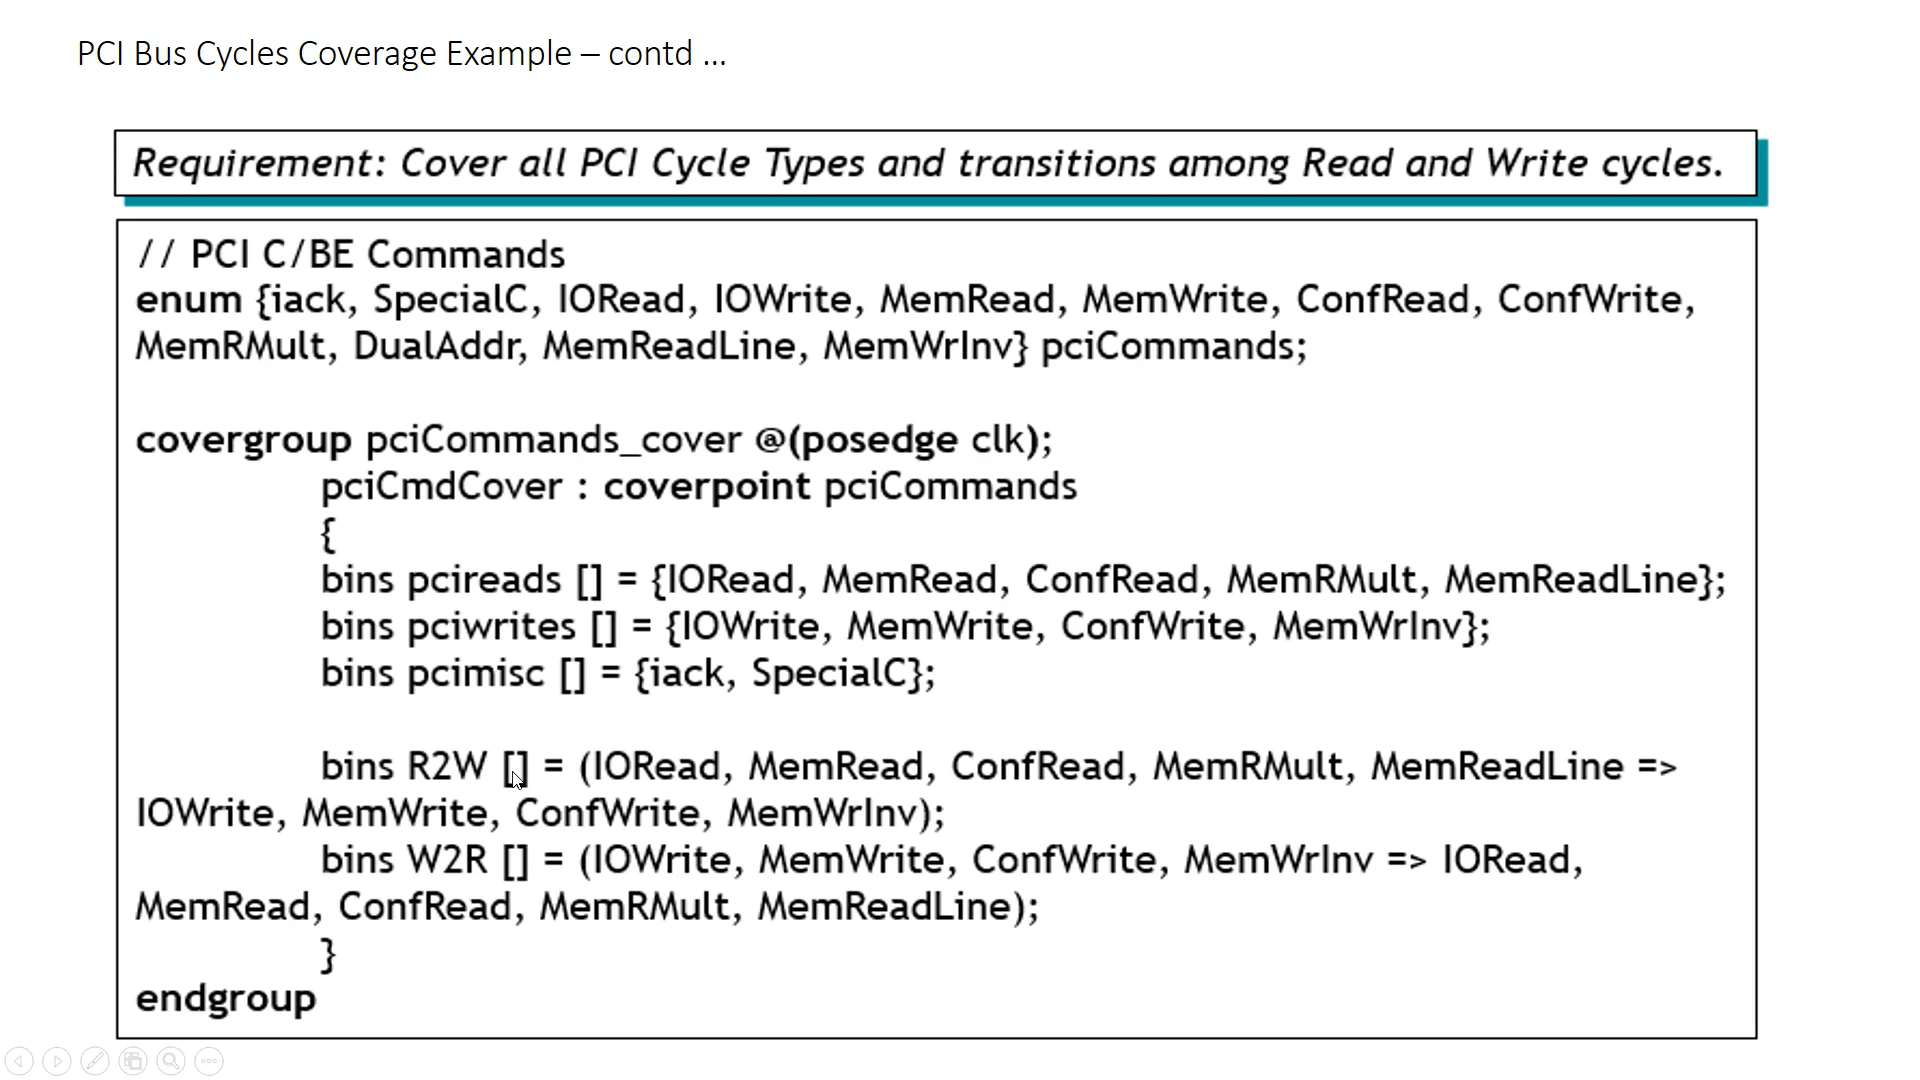 PCI Bus Cycles Coverage Example – contd ...
Requirement: Cover all PCI Cycle Types and transitions among Read and Write cycles.
// PCI C/BE Commands
enum {iack, SpecialC, IORead, IOWrite, MemRead, MemWrite, ConfRead, ConfWrite,
MemRMult, DualAddr, MemReadLine, MemWrInv} pciCommands;
covergroup pciCommands_cover @(posedge clk);
pciCmdCover : coverpoint pciCommands
{
bins pcireads [] = {IORead, MemRead, ConfRead, MemRMult, MemReadLine};
bins pciwrites [] = {IOWrite, MemWrite, ConfWrite, MemWrInv};
bins pcimisc [] = {iack, SpecialC};
bins R2W [] = (IORead, MemRead, ConfRead, MemRMult, MemReadLine =>
IOWrite, MemWrite, ConfWrite, MemWrInv);
bins W2R [] = (IOWrite, MemWrite, ConfWrite, MemWrInv => IORead,
MemRead, ConfRead, MemRMult, MemReadLine);
}
endgroup